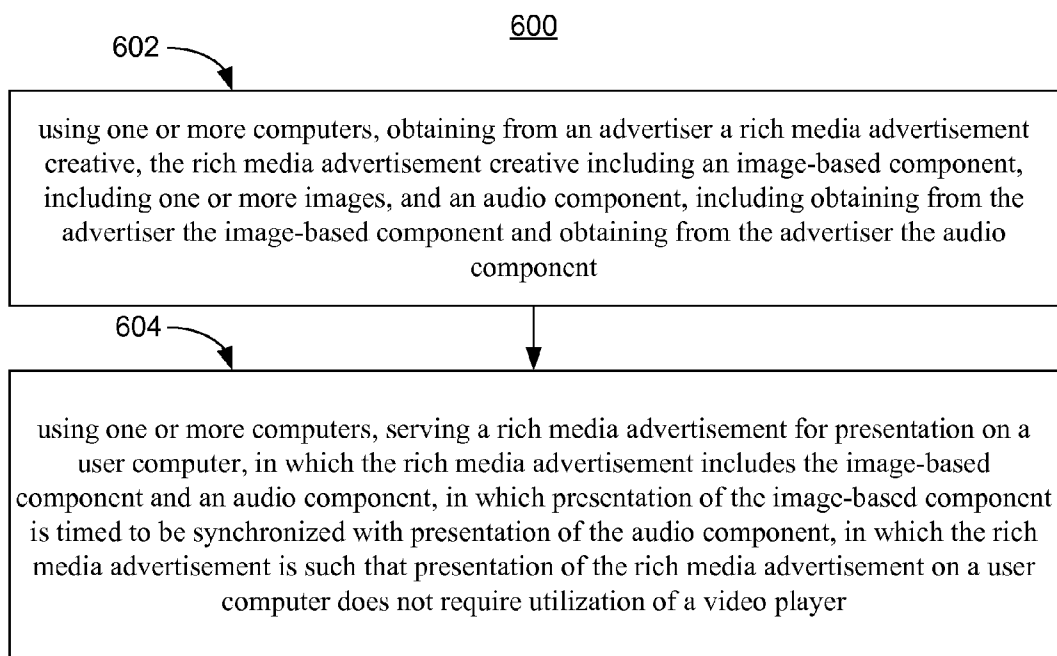 600
602
using one or more computers, obtaining from an advertiser a rich media advertisement
creative, the rich media advertisement creative including an image-based component,
including one or more images, and an audio component, including obtaining from the
advertiser the image-based component and obtaining from the advertiser the audio
component
604
using one or more computers, serving a rich media advertisement for presentation on a
user computer, in which the rich media advertisement includes the image-based
component and an audio component, in which presentation of the image-based component
is timed to be synchronized with presentation of the audio component, in which the rich
media advertisement is such that presentation of the rich media advertisement on a user
computer does not require utilization of a video player